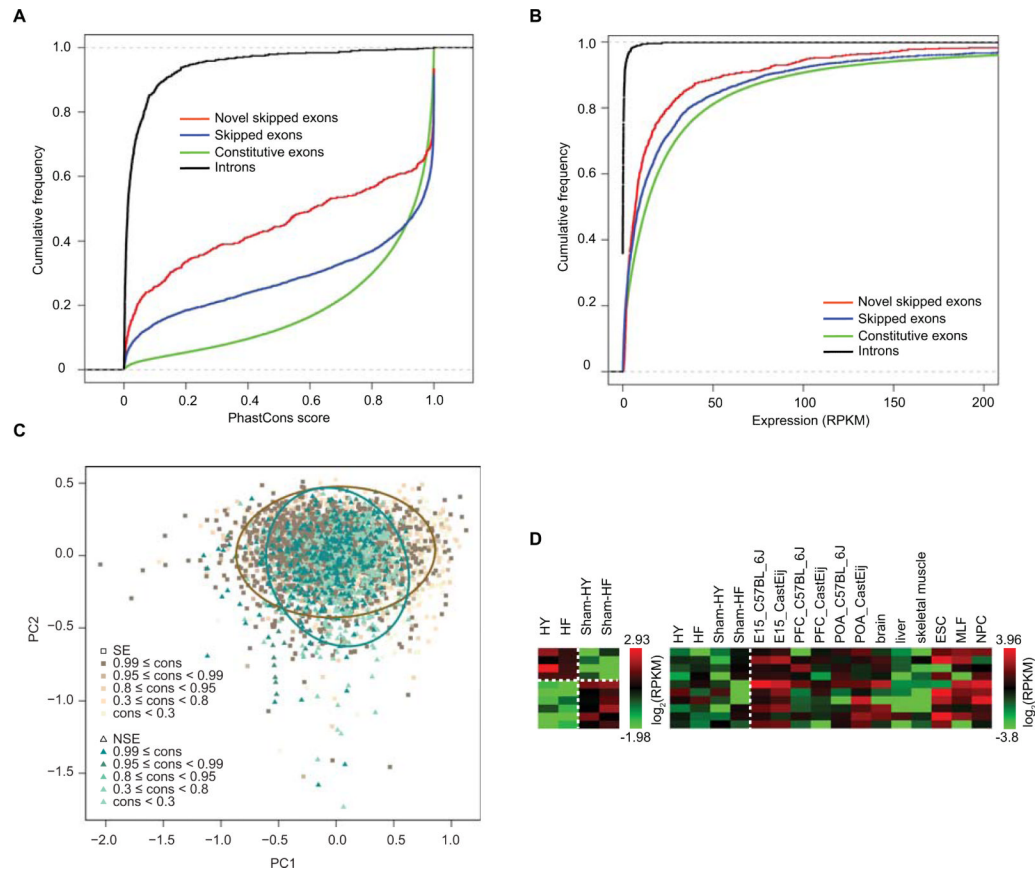 A
1.0
0.8
0.6
0.4
0.2
0
Cumulative frequency
Novel skipped exons
Skipped exons
Constitutive exons
Introns
0
0.2
0.4
0.6
0.8
1.0
PhastCons score
B
1.0
0.8
0.6
0.4
0.2
0
Cumulative frequency
Novel skipped exons
Skipped exons
Constitutive exons
Introns
0
50
100
150
200
Expression (RPKM)
C
0.5
0.0
−0.5
−1.0
−1.5
PC2
SE
0.99 ≤ cons
0.95 ≤ cons < 0.99
0.8 ≤ cons < 0.95
0.3 ≤ cons < 0.8
cons < 0.3
NSE
0.99 ≤ cons
0.95 ≤ cons < 0.99
0.8 ≤ cons < 0.95
0.3 ≤ cons < 0.8
cons < 0.3
−2.0
−1.5
−1.0
−0.5
0.0
0.5
1.0
PC1
D
HY
HF
Sham-HY
Sham-HF
2.93
log2(RPKM)
-1.98
HY
HF
Sham-HY
Sham-HF
E15_C57BL_6J
E15_CastEij
PFC_C57BL_6J
PFC_CastEij
POA_C57BL_6J
POA_CastEij
brain
liver
skeletal muscle
ESC
MLF
NPC
3.96
log2(RPKM)
-3.8